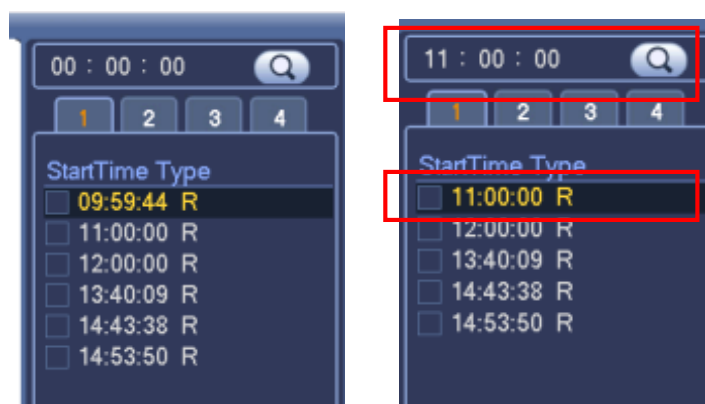 00 : 00 : 00
1 2 3 4
StartTime Type
09:59:44 R
11:00:00 R
12:00:00 R
13:40:09 R
14:43:38 R
14:53:50 R
11 : 00 : 00
1 2 3 4
StartTime Type
11:00:00 R
12:00:00 R
13:40:09 R
14:43:38 R
14:53:50 R